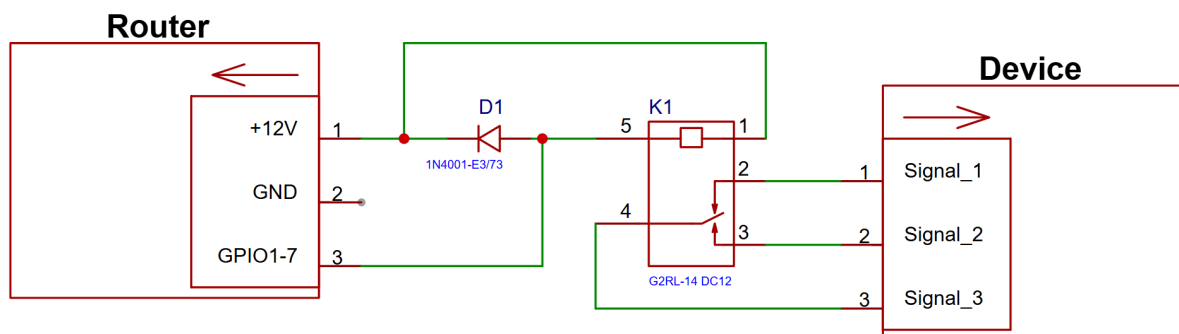 Router
Device
+12V
1
GND
2
GPIO1-7
3
D1
1N4001-E3/73
K1
5
1
2
4
3
G2RL-14 DC12
1
Signal_1
2
Signal_2
3
Signal_3